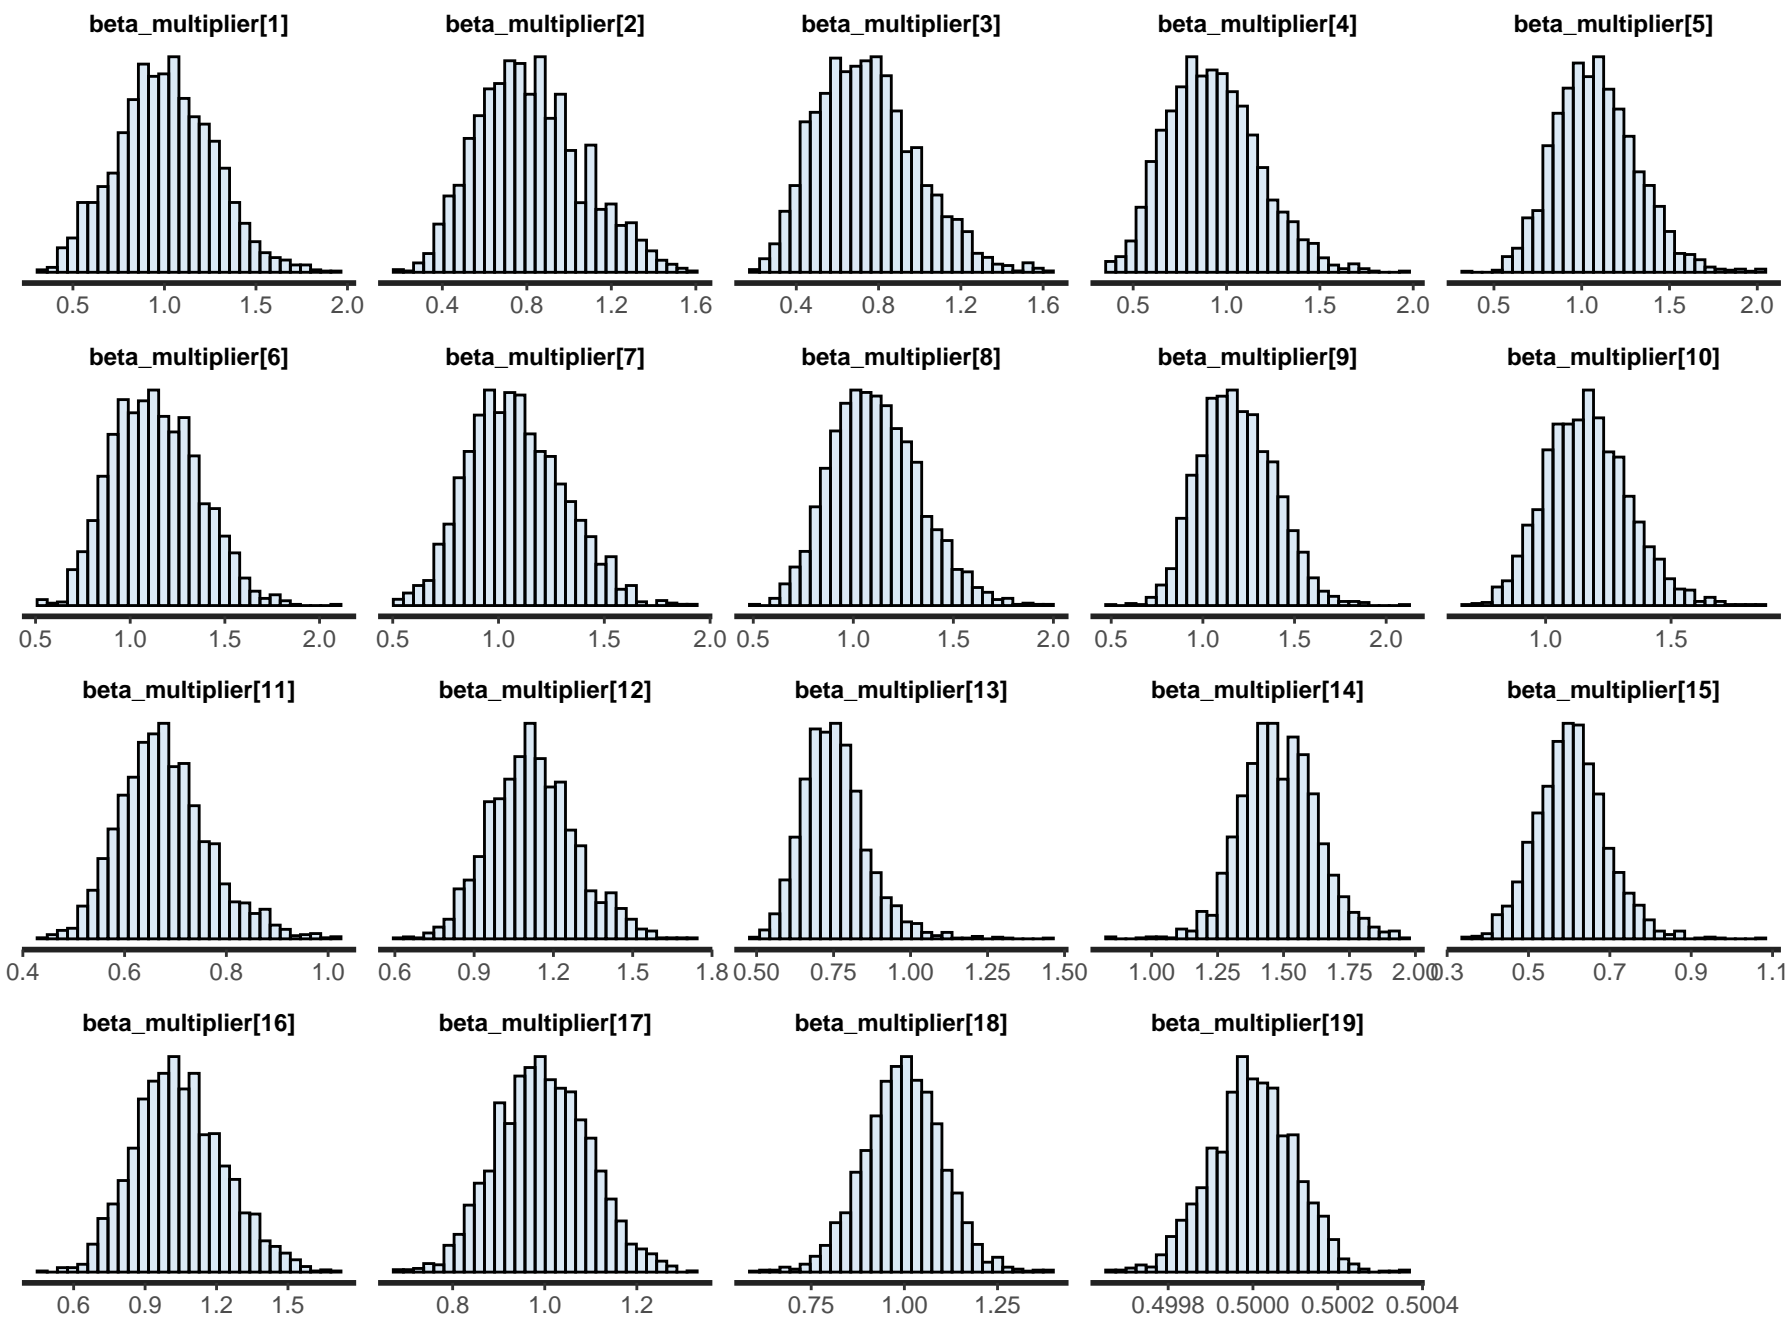 beta_multiplier[1] beta_multiplier[2] beta_multiplier[3] beta_multiplier[4] beta_multiplier[5]
0.5 1.0 1.5 2.0 0.4 0.8 1.2 1.6 0.4 0.8 1.2 1.6 0.5 1.0 1.5 2.0 0.5 1.0 1.5 2.0
beta_multiplier[6] beta_multiplier[7] beta_multiplier[8] beta_multiplier[9] beta_multiplier[10]
0.5 1.0 1.5 2.0 0.5 1.0 1.5 2.0 0.5 1.0 1.5 2.0 0.5 1.0 1.5 2.0 1.0 1.5
beta_multiplier[11] beta_multiplier[12] beta_multiplier[13] beta_multiplier[14] beta_multiplier[15]
0.4 0.6 0.8 1.0 0.6 0.9 1.2 1.5 1.8 0.50 0.75 1.00 1.25 1.50 1.00 1.25 1.50 1.75 2.00 0.3 0.5 0.7 0.9 1.1
beta_multiplier[16] beta_multiplier[17] beta_multiplier[18] beta_multiplier[19]
0.6 0.9 1.2 1.5 0.8 1.0 1.2 0.75 1.00 1.25 0.4998 0.5000 0.5002 0.5004